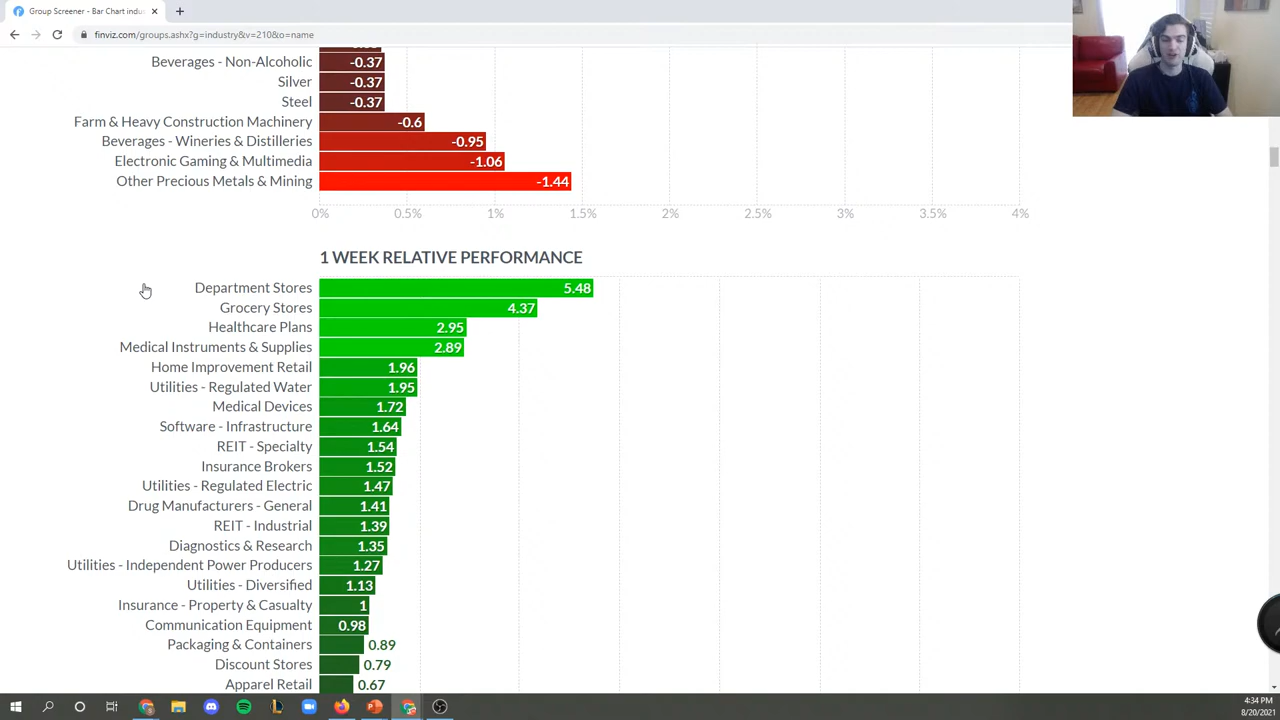 Group Screener - Bar Chart indu
finviz.com/groups.ashx?g=industry&v=210&o=name
Beverages - Non-Alcoholic -0.37
Silver -0.37
Steel -0.37
Farm & Heavy Construction Machinery -0.6
Beverages - Wineries & Distilleries -0.95
Electronic Gaming & Multimedia -1.06
Other Precious Metals & Mining -1.44
0% 0.5% 1% 1.5% 2% 2.5% 3% 3.5% 4%
1 WEEK RELATIVE PERFORMANCE
Department Stores 5.48
Grocery Stores 4.37
Healthcare Plans 2.95
Medical Instruments & Supplies 2.89
Home Improvement Retail 1.96
Utilities - Regulated Water 1.95
Medical Devices 1.72
Software - Infrastructure 1.64
REIT - Specialty 1.54
Insurance Brokers 1.52
Utilities - Regulated Electric 1.47
Drug Manufacturers - General 1.41
REIT - Industrial 1.39
Diagnostics & Research 1.35
Utilities - Independent Power Producers 1.27
Utilities - Diversified 1.13
Insurance - Property & Casualty 1
Communication Equipment 0.98
Packaging & Containers 0.89
Discount Stores 0.79
Apparel Retail 0.67
4:34 PM
8/20/2021